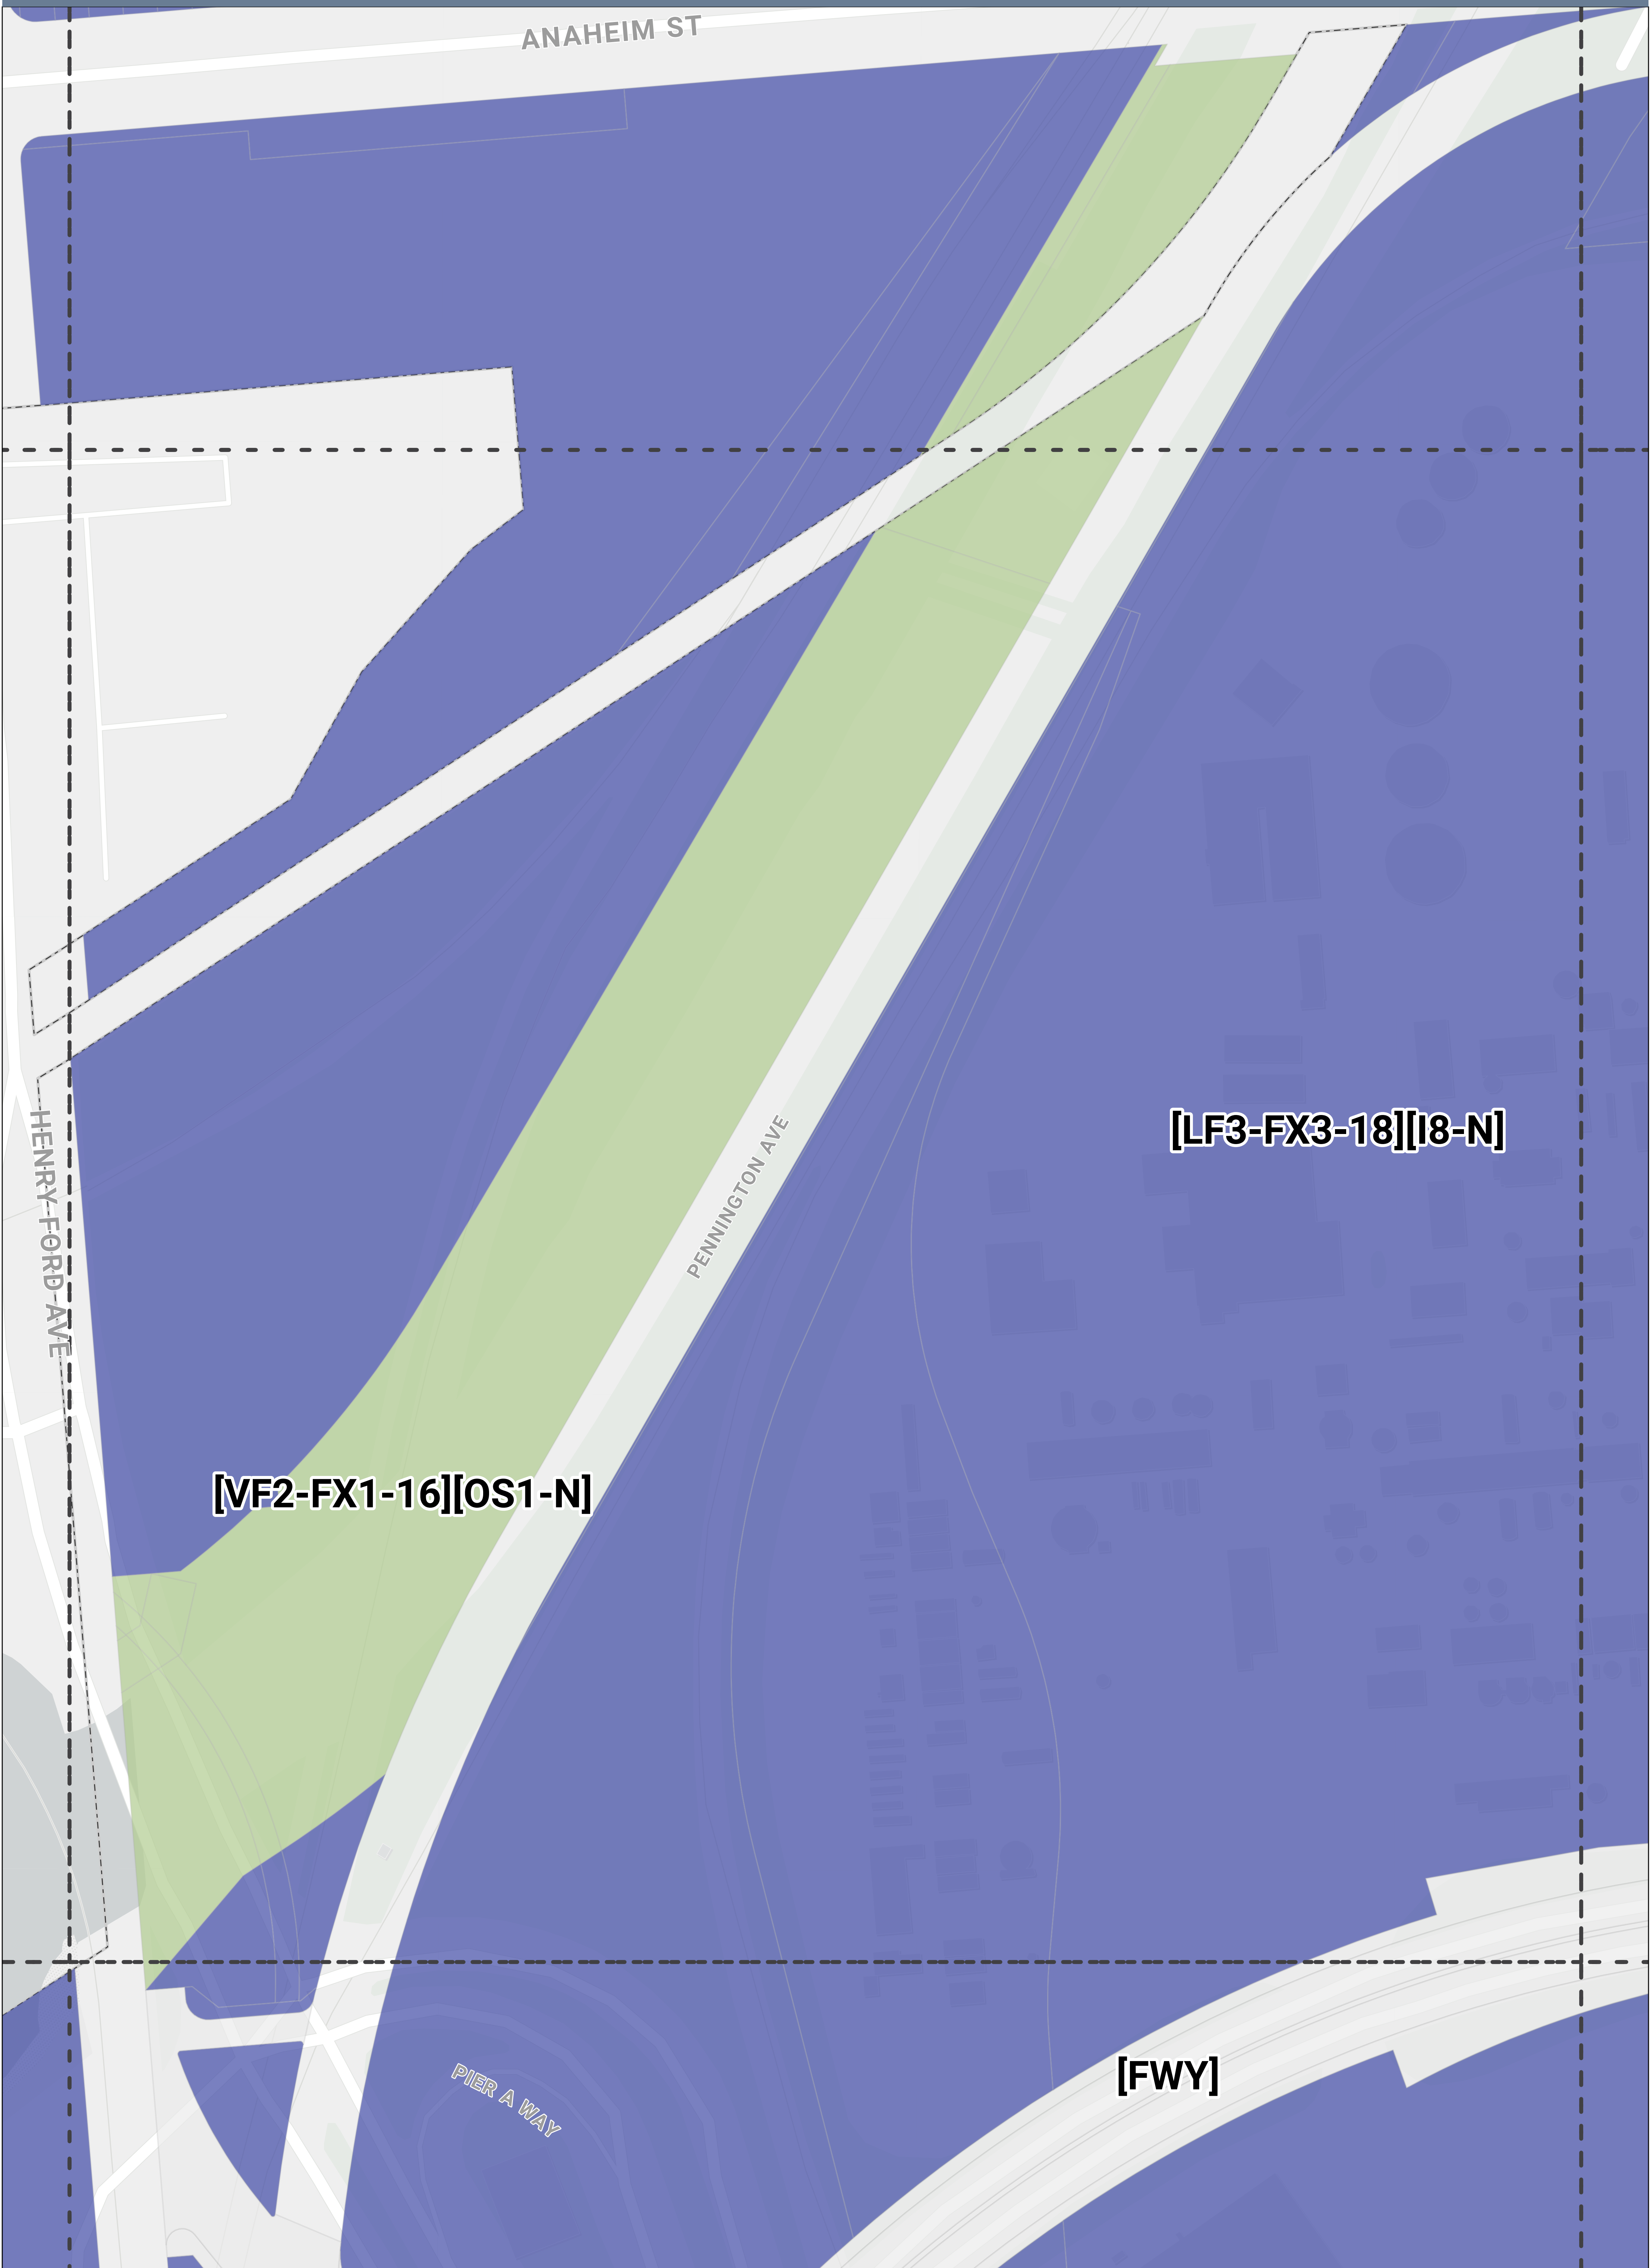 ANAHEIM ST
HENRY FORD AVE
PENNINGTON AVE
[LF3-FX3-18][I8-N]
[VF2-FX1-16][OS1-N]
[FWY]
PIER A WAY